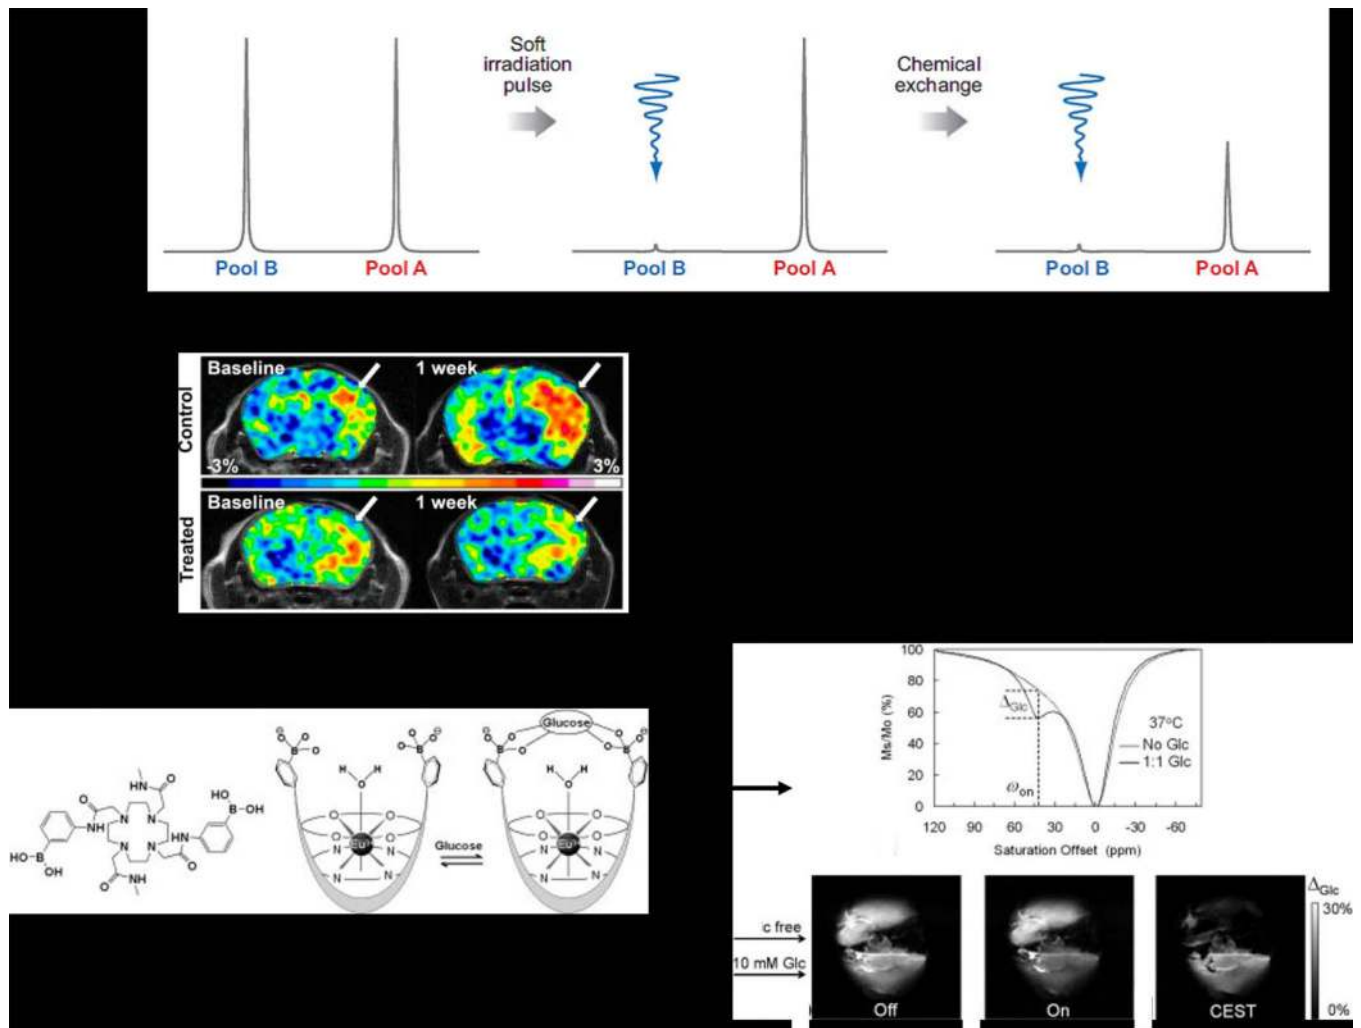 Soft
irradiation
pulse
Chemical
exchange
Pool B
Pool A
Pool B
Pool A
Pool B
Pool A
Control
Baseline
1 week
-3%
3%
Treated
Baseline
1 week
HN
O
O
NH
N
N
HN
N
N
O
O
NH
HO
B
OH
HO
B
OH
O
B
O
O
O
B
O
O
H
H
O
O
O
O
O
Eu
N
N
N
N
Glucose
Glucose
O
B
O
O
O
B
O
O
H
H
O
O
O
O
O
Eu
N
N
N
N
Ms/Mo (%)
100
80
60
40
20
0
ΔGlc
ωon
37°C
No Glc
1:1 Glc
120
90
60
30
0
-30
-60
Saturation Offset (ppm)
c free
10 mM Glc
Off
On
CEST
ΔGlc
30%
0%